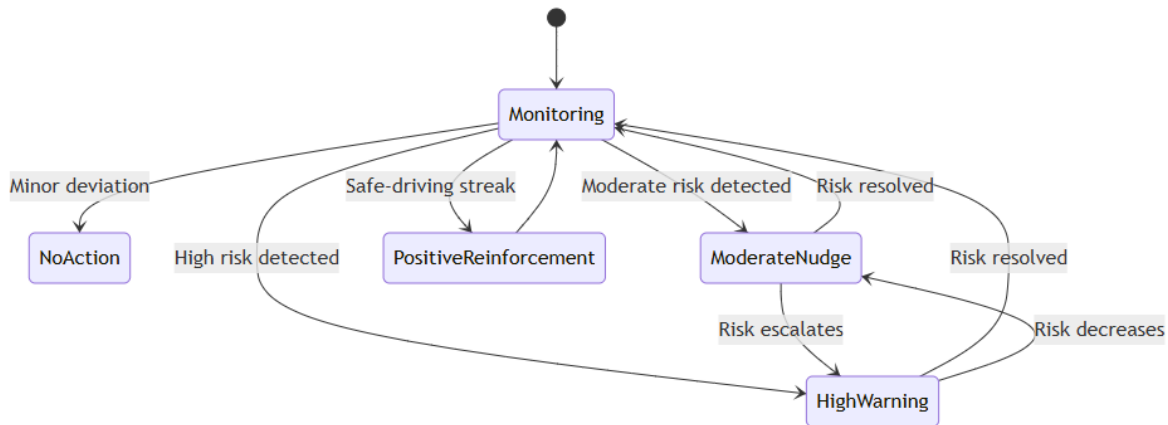 Monitoring
Minor deviation
Safe-driving streak
Moderate risk detected
Risk resolved
NoAction
High risk detected
PositiveReinforcement
ModerateNudge
Risk resolved
Risk escalates
Risk decreases
HighWarning